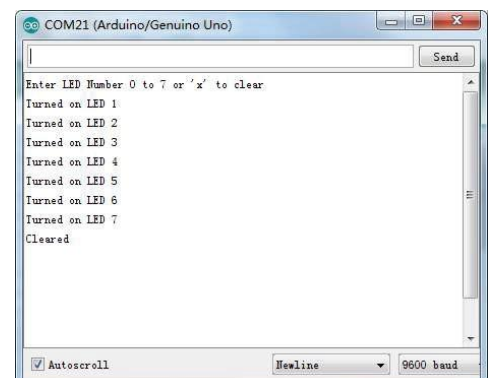 COM21 (Arduino/Genuino Uno)
Send
Enter LED Number 0 to 7 or 'x' to clear
Turned on LED 1
Turned on LED 2
Turned on LED 3
Turned on LED 4
Turned on LED 5
Turned on LED 6
Turned on LED 7
Cleared
Autoscroll Newline 9600 baud